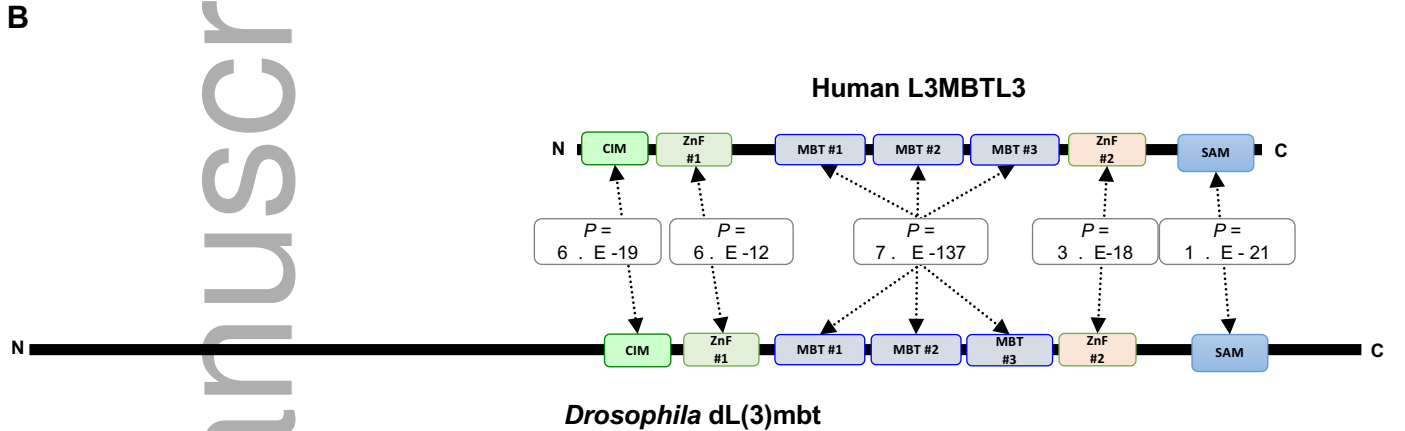 B
nuscr
Human L3MBTL3
N
CIM
ZnF
#1
MBT #1
MBT #2
MBT #3
ZnF
#2
SAM
C
P =
6 . E -19
P =
6 . E -12
P =
7 . E -137
P =
3 . E-18
P =
1 . E - 21
N
CIM
ZnF
#1
MBT #1
MBT #2
MBT
#3
ZnF
#2
SAM
C
Drosophila dL(3)mbt